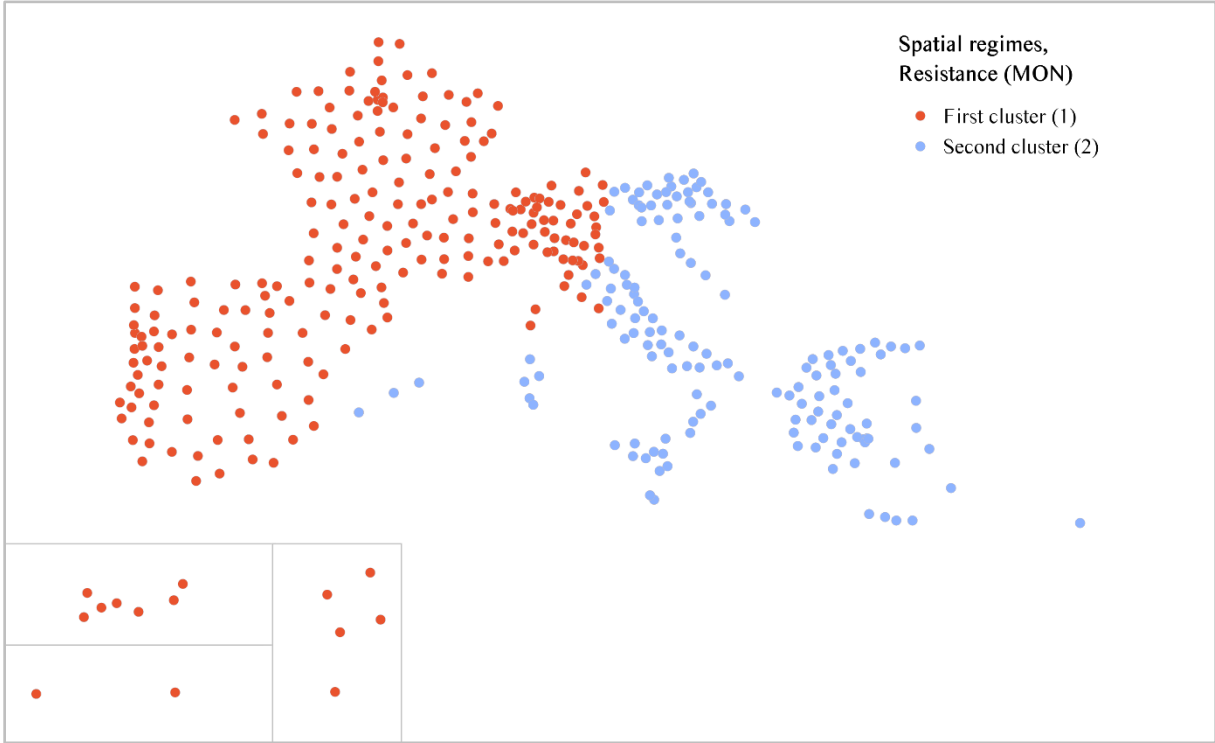 Spatial regimes,
Resistance (MON)
First cluster (1)
Second cluster (2)